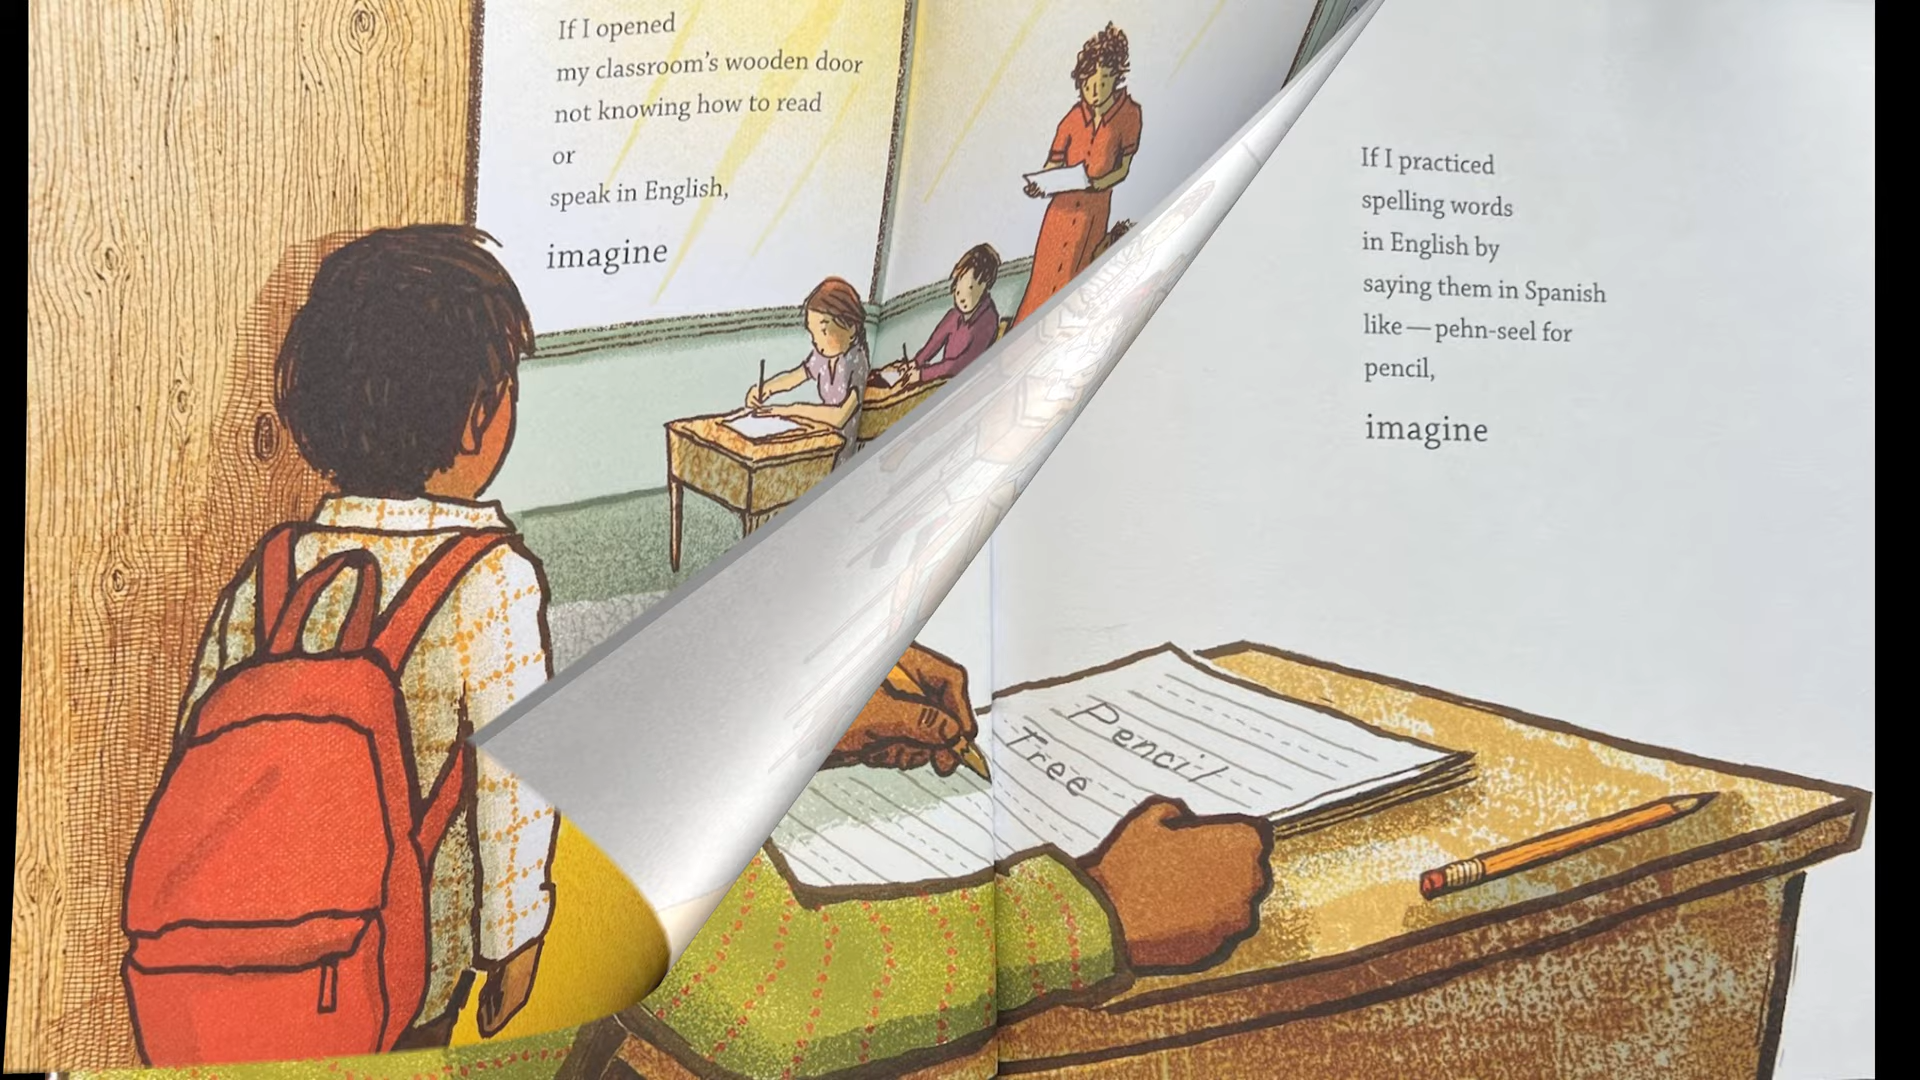 If I opened
my classroom's wooden door
not knowing how to read
or
speak in English,
imagine
If I practiced
spelling words
in English by
saying them in Spanish
like — pehn-seel for
pencil,
imagine
Pencil
Tree